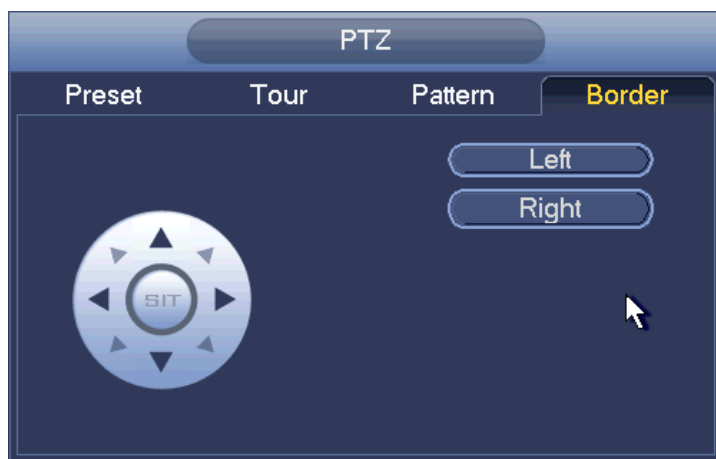 PTZ
Preset Tour Pattern Border
Left
Right
SIT